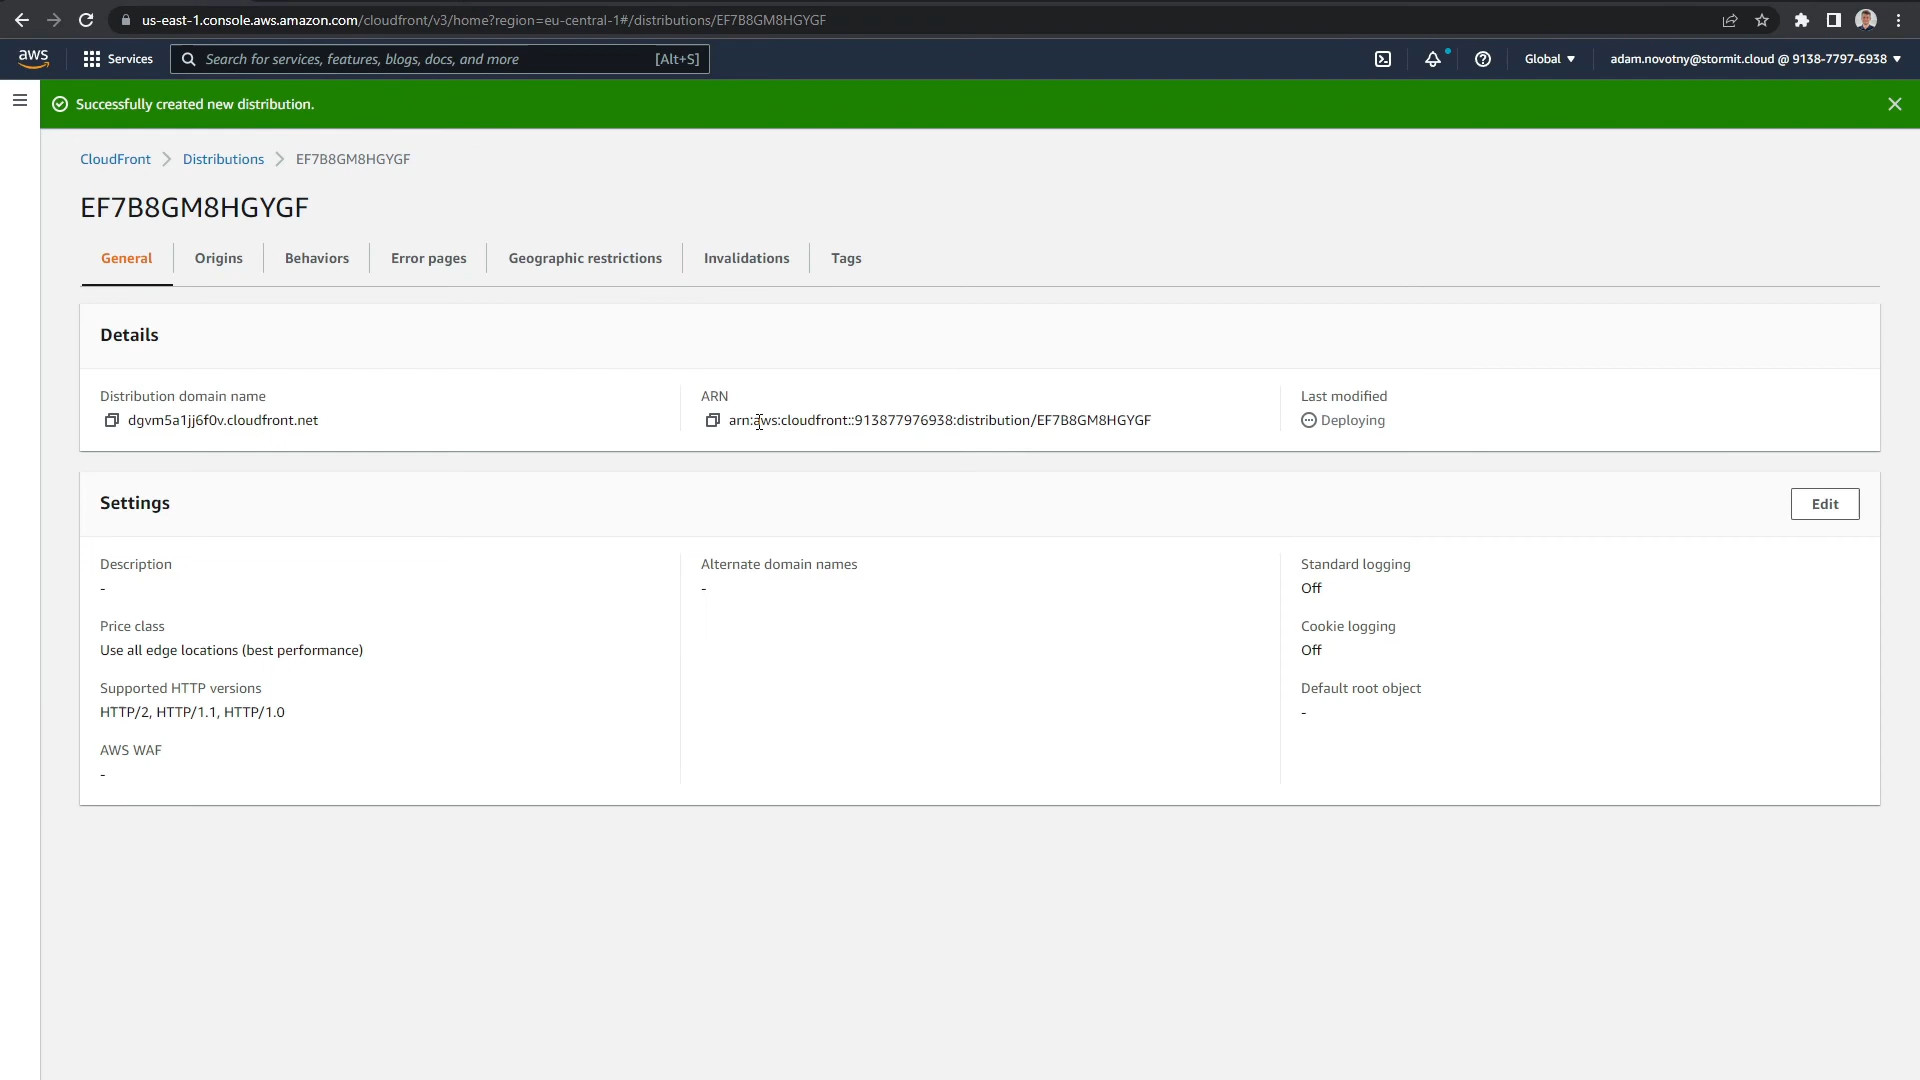 us-east-1.console.aws.amazon.com/cloudfront/v3/home?region=eu-central-1#/distributions/EF7B8GM8HGYGF
aws Services Search for services, features, blogs, docs, and more [Alt+S] Global adam.novotny@stormit.cloud @ 9138-7797-6938
Successfully created new distribution.
CloudFront Distributions EF7B8GM8HGYGF
EF7B8GM8HGYGF
General Origins Behaviors Error pages Geographic restrictions Invalidations Tags
Details
Distribution domain name ARN Last modified
dgvm5a1jj6f0v.cloudfront.net arn:aws:cloudfront::913877976938:distribution/EF7B8GM8HGYGF Deploying
Settings Edit
Description Alternate domain names Standard logging
- - Off
Price class Cookie logging
Use all edge locations (best performance) Off
Supported HTTP versions Default root object
HTTP/2, HTTP/1.1, HTTP/1.0 -
AWS WAF
-